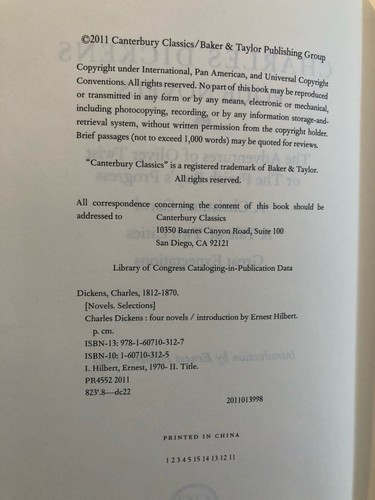 ©2011 Canterbury Classics/Baker & Taylor Publishing Group
Copyright under International, Pan American, and Universal Copyright
Conventions. All rights reserved. No part of this book may be reproduced
or transmitted in any form or by any means, electronic or mechanical,
including photocopying, recording, or by any information storage-and-
retrieval system, without written permission from the copyright holder.
Brief passages (not to exceed 1,000 words) may be quoted for reviews.
"Canterbury Classics" is a registered trademark of Baker & Taylor.
All rights reserved.
All correspondence concerning the content of this book should be
addressed to Canterbury Classics
10350 Barnes Canyon Road, Suite 100
San Diego, CA 92121
Library of Congress Cataloging-in-Publication Data
Dickens, Charles, 1812-1870.
[Novels. Selections]
Charles Dickens : four novels / introduction by Ernest Hilbert.
p. cm.
ISBN-13: 978-1-60710-312-7
ISBN-10: 1-60710-312-5
I. Hilbert, Ernest, 1970- II. Title.
PR4552 2011
823'.8—dc22
2011013998
PRINTED IN CHINA
1 2 3 4 5 15 14 13 12 11